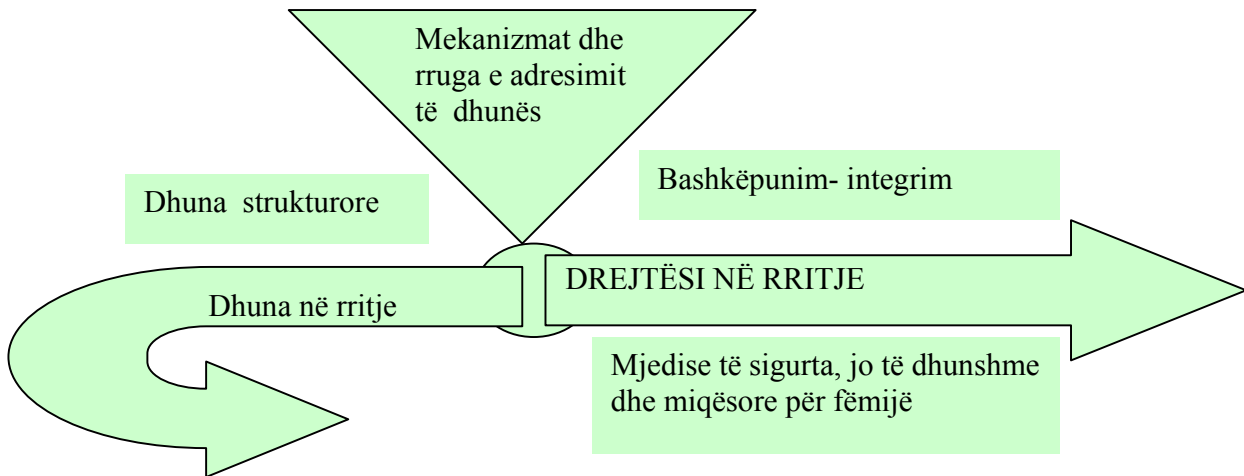 Mekanizmat dhe
rruga e adresimit
të dhunës
Bashkëpunim- integrim
Dhuna strukturore
DREJTËSI NË RRITJE
Dhuna në rritje
Mjedise të sigurta, jo të dhunshme
dhe miqësore për fëmijë